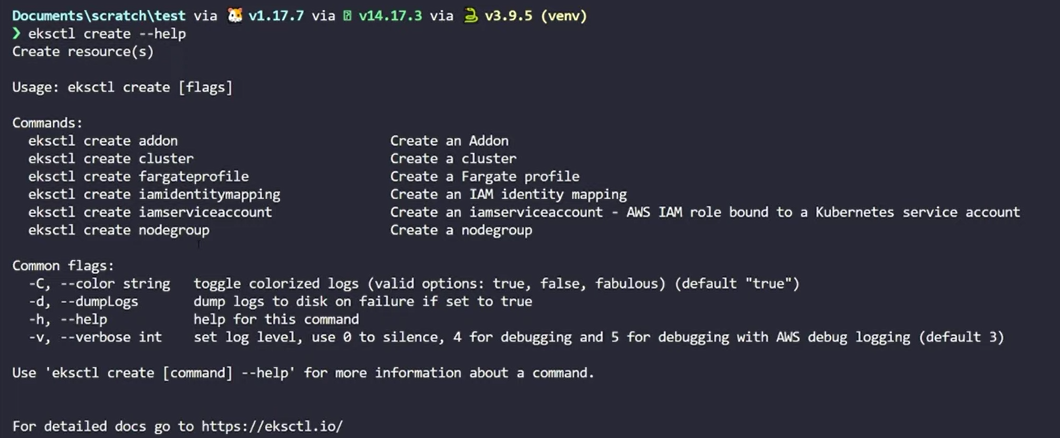 Documents\scratch\test via 🐹 v1.17.7 via v14.17.3 via 🐍 v3.9.5 (venv)
❯ eksctl create --help
Create resource(s)
Usage: eksctl create [flags]
Commands:
eksctl create addon Create an Addon
eksctl create cluster Create a cluster
eksctl create fargateprofile Create a Fargate profile
eksctl create iamidentitymapping Create an IAM identity mapping
eksctl create iamserviceaccount Create an iamserviceaccount - AWS IAM role bound to a Kubernetes service account
eksctl create nodegroup Create a nodegroup
Common flags:
-C, --color string toggle colorized logs (valid options: true, false, fabulous) (default "true")
-d, --dumpLogs dump logs to disk on failure if set to true
-h, --help help for this command
-v, --verbose int set log level, use 0 to silence, 4 for debugging and 5 for debugging with AWS debug logging (default 3)
Use 'eksctl create [command] --help' for more information about a command.
For detailed docs go to https://eksctl.io/